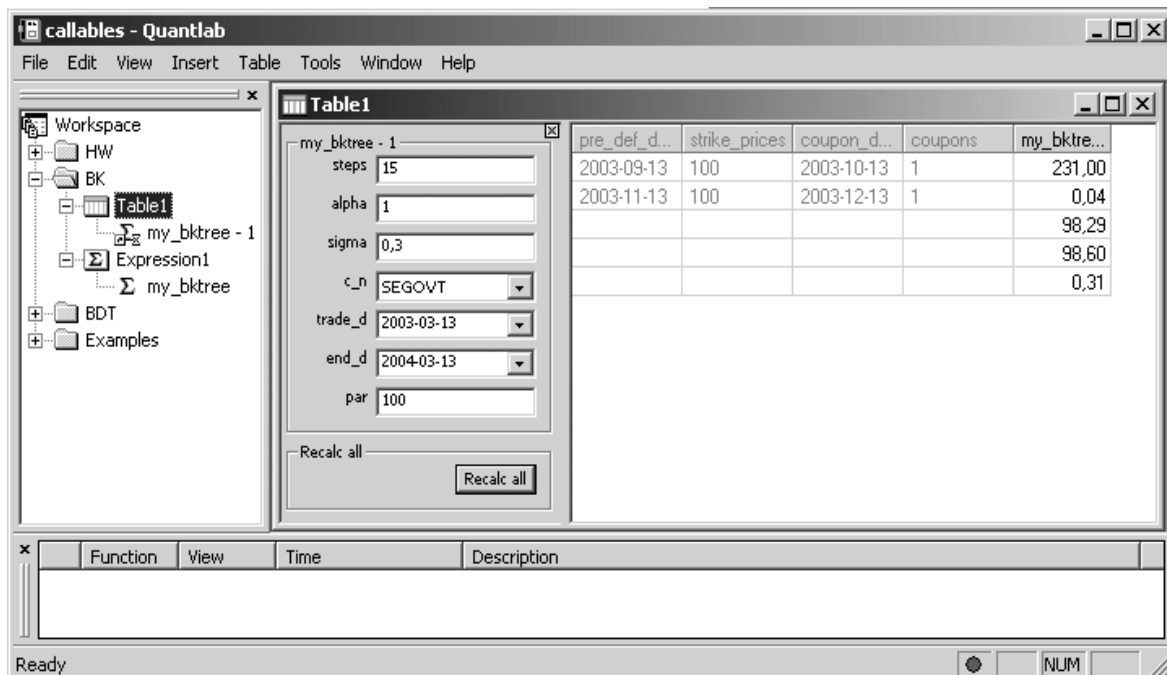 callables - Quantlab
File Edit View Insert Table Tools Window Help
Workspace
HW
BK
Table1
my_bktree - 1
Expression1
my_bktree
BDT
Examples
Table1
my_bktree - 1
steps 15
alpha 1
sigma 0,3
c_n SEGOVT
trade_d 2003-03-13
end_d 2004-03-13
par 100
Recalc all
Recalc all
pre_def_d... strike_prices coupon_d... coupons my_bktre...
2003-09-13 100 2003-10-13 1 231,00
2003-11-13 100 2003-12-13 1 0,04
98,29
98,60
0,31
Function View Time Description
Ready NUM